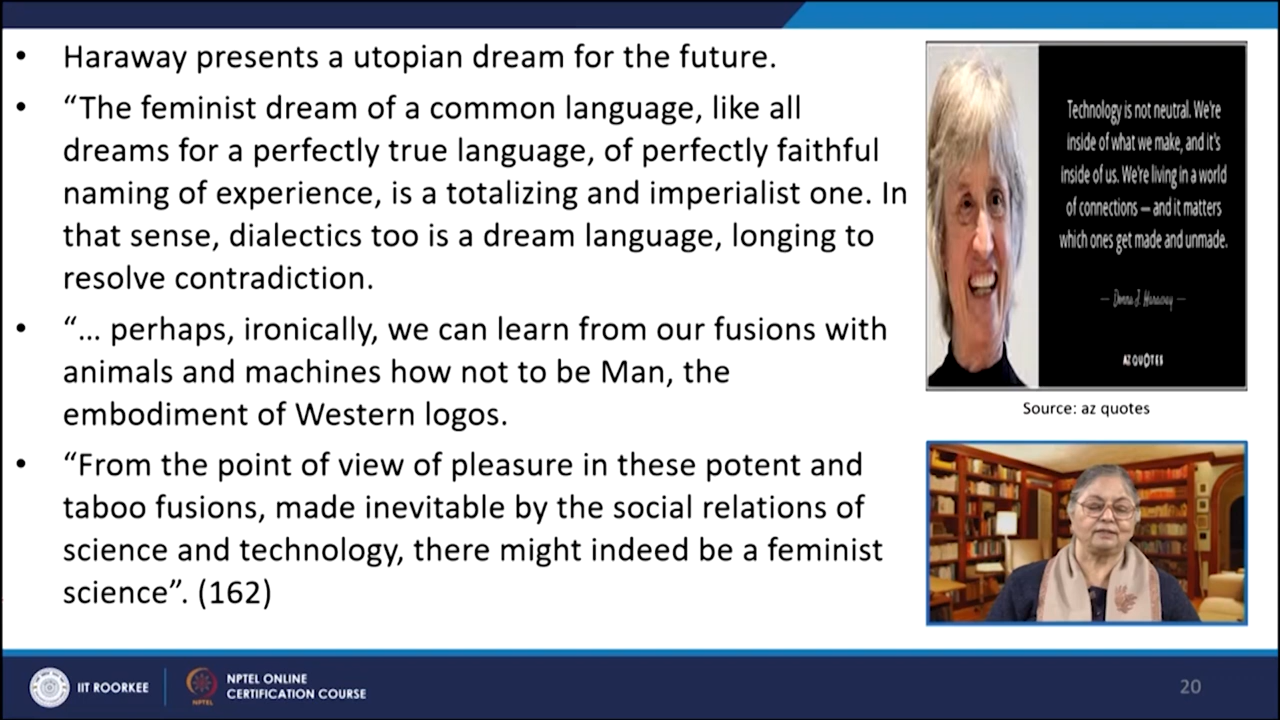 • Haraway presents a utopian dream for the future.
• “The feminist dream of a common language, like all
dreams for a perfectly true language, of perfectly faithful
naming of experience, is a totalizing and imperialist one. In
that sense, dialectics too is a dream language, longing to
resolve contradiction.
• “... perhaps, ironically, we can learn from our fusions with
animals and machines how not to be Man, the
embodiment of Western logos.
• “From the point of view of pleasure in these potent and
taboo fusions, made inevitable by the social relations of
science and technology, there might indeed be a feminist
science”. (162)
Technology is not neutral. We're
inside of what we make, and it's
inside of us. We're living in a world
of connections — and it matters
which ones get made and unmade.
— Donna J. Haraway —
AZ QUOTES
Source: az quotes
IIT ROORKEE
NPTEL
NPTEL ONLINE
CERTIFICATION COURSE
20